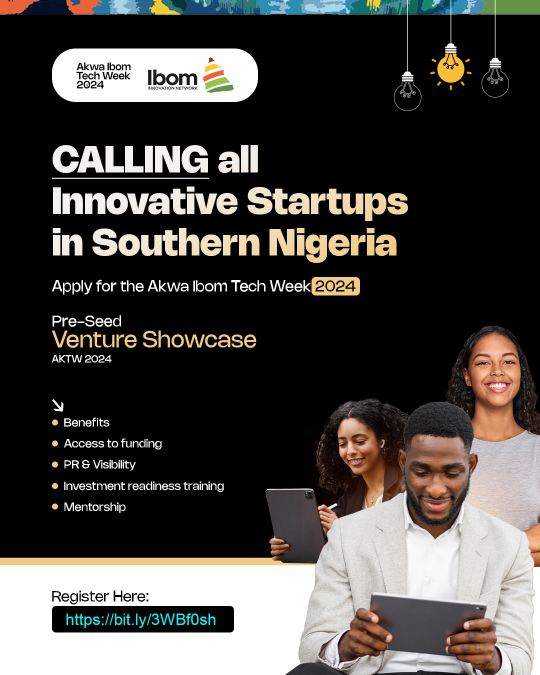 Akwa Ibom
Tech Week
2024
Ibom
INNOVATION NETWORK
CALLING all
Innovative Startups
in Southern Nigeria
Apply for the Akwa Ibom Tech Week 2024
Pre-Seed
Venture Showcase
AKTW 2024
Benefits
Access to funding
PR & Visibility
Investment readiness training
Mentorship
Register Here:
https://bit.ly/3WBf0sh